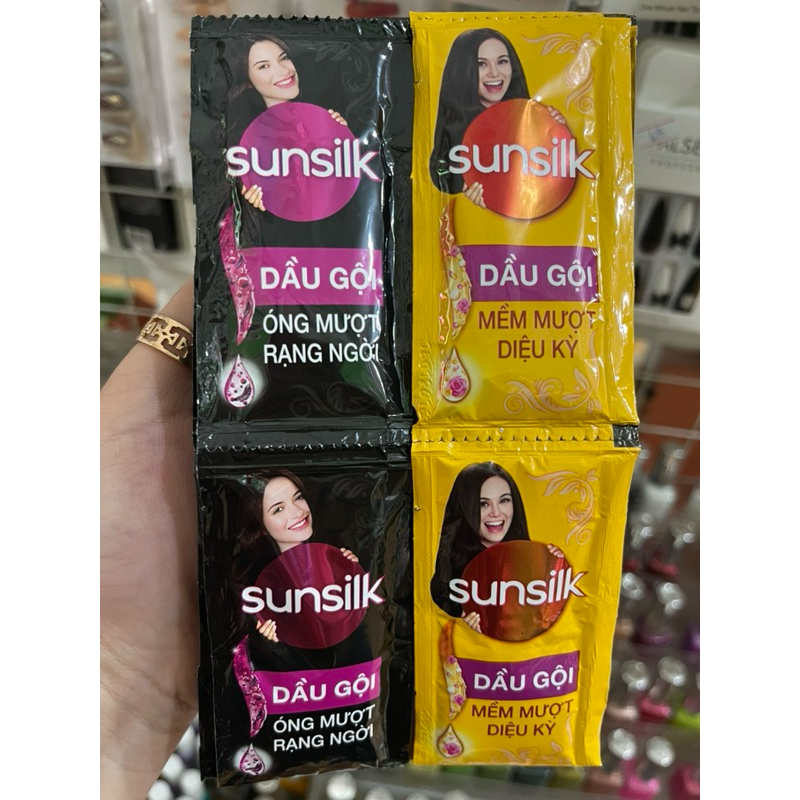 sunsilk
DẦU GỘI
ÓNG MƯỢT
RẠNG NGỜI
sunsilk
DẦU GỘI
MỀM MƯỢT
DIỆU KỲ
sunsilk
DẦU GỘI
ÓNG MƯỢT
RẠNG NGỜI
sunsilk
DẦU GỘI
MỀM MƯỢT
DIỆU KỲ